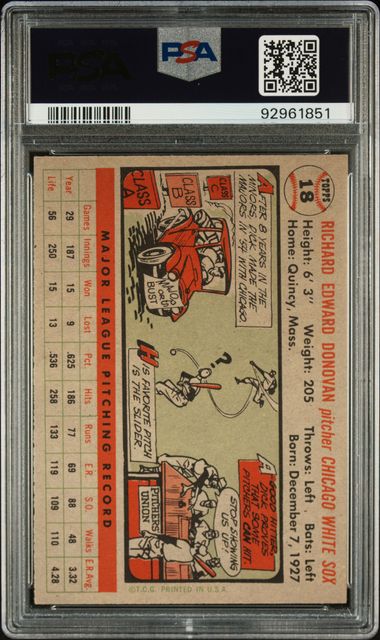 PSA
PSA
92961851
TOPPS
18
RICHARD EDWARD DONOVAN pitcher CHICAGO WHITE SOX
Height: 6' 3" Weight: 205 Throws: Left Bats: Left
Home: Quincy, Mass. Born: December 7, 1927
AFTER 8 YEARS IN THE
MINORS, DICK MADE THE
MAJORS IN '54 WITH
CHICAGO.
CLASS C
CLASS B
CLASS A
MAJORS
OR
BUST
?
HIS FAVORITE PITCH
IS THE SLIDER.
A GOOD HITTER,
DICK PROVES
THAT SOME
PITCHERS CAN HIT.
STOP SHOWING
US UP!
PITCHERS
UNION
MAJOR LEAGUE PITCHING RECORD
Games Innings Won Lost Pct. Hits Runs E.R. S.O. Walks E.R.Avg.
Year 29 187 15 9 .625 186 77 69 88 48 3.32
Life 56 250 15 13 .536 258 133 119 109 110 4.28
©T.C.G. PRINTED IN U.S.A.